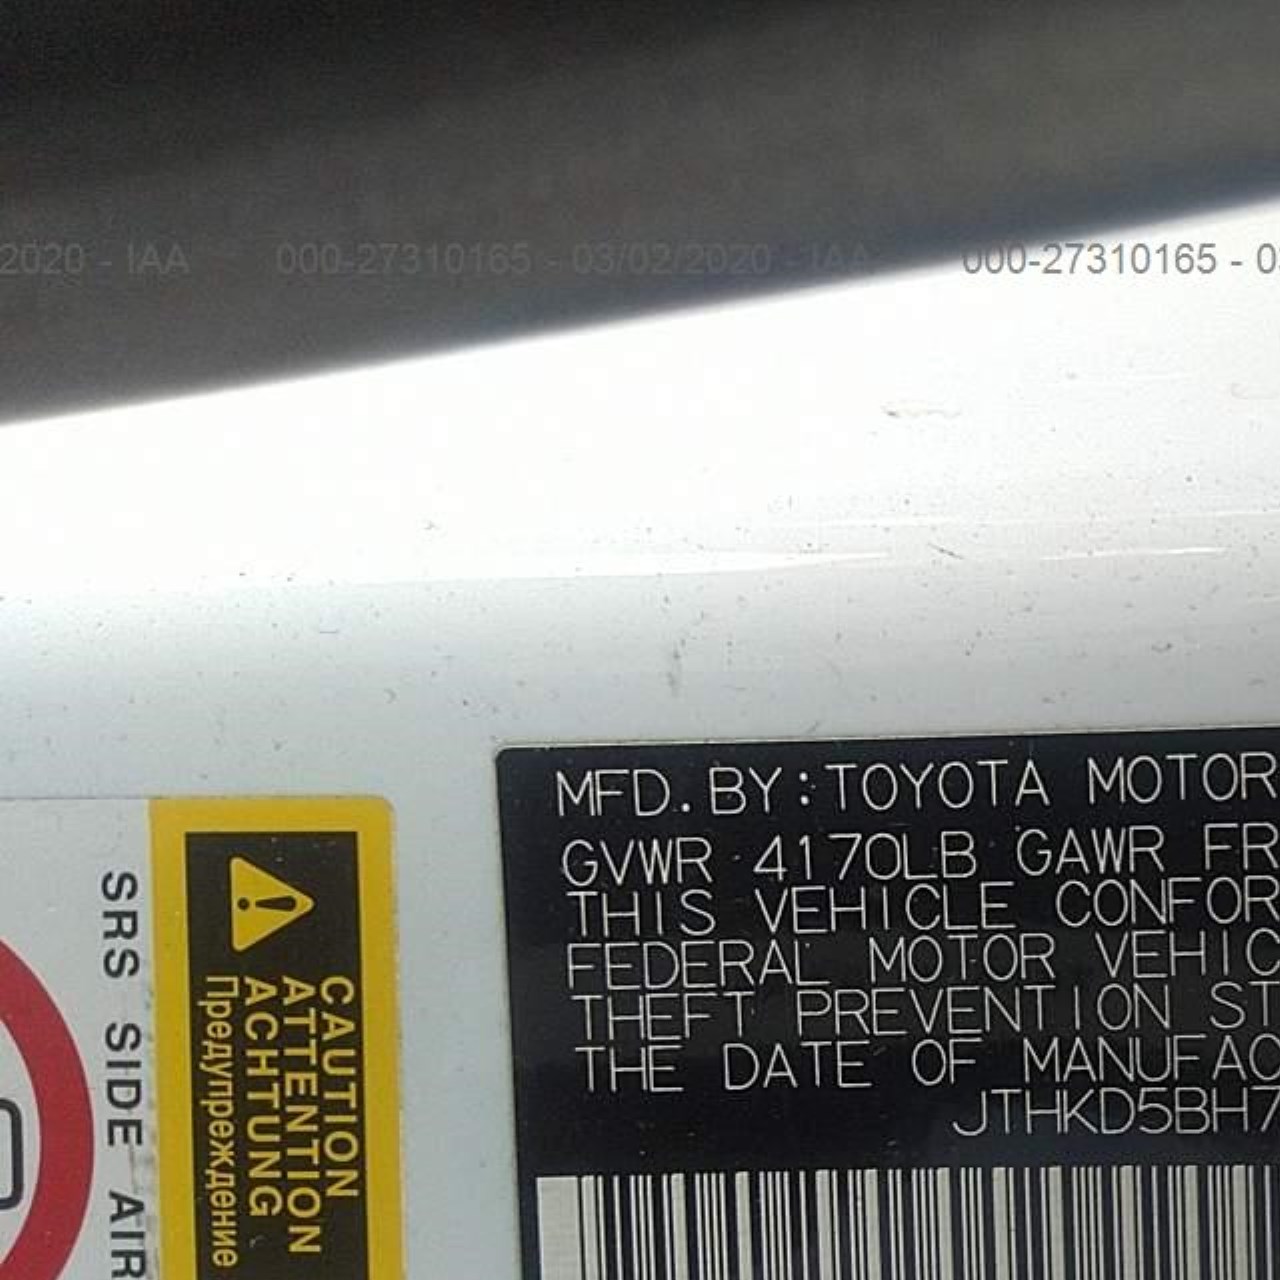 2020 - IAA 000-27310165 - 03/02/2020 - IAA 000-27310165 - 03
MFD. BY: TOYOTA MOTOR
GVWR 4170LB GAWR FR
THIS VEHICLE CONFOR
FEDERAL MOTOR VEHIC
THEFT PREVENTION ST
THE DATE OF MANUFAC
JTHKD5BH7
CAUTION
ATTENTION
ACHTUNG
Предупреждение
SRS SIDE AIR